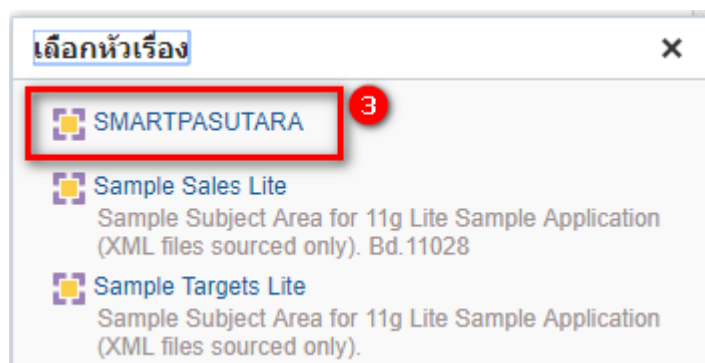 เลือกหัวเรื่อง
SMARTPASUTARA
3
Sample Sales Lite
Sample Subject Area for 11g Lite Sample Application
(XML files sourced only). Bd.11028
Sample Targets Lite
Sample Subject Area for 11g Lite Sample Application
(XML files sourced only).